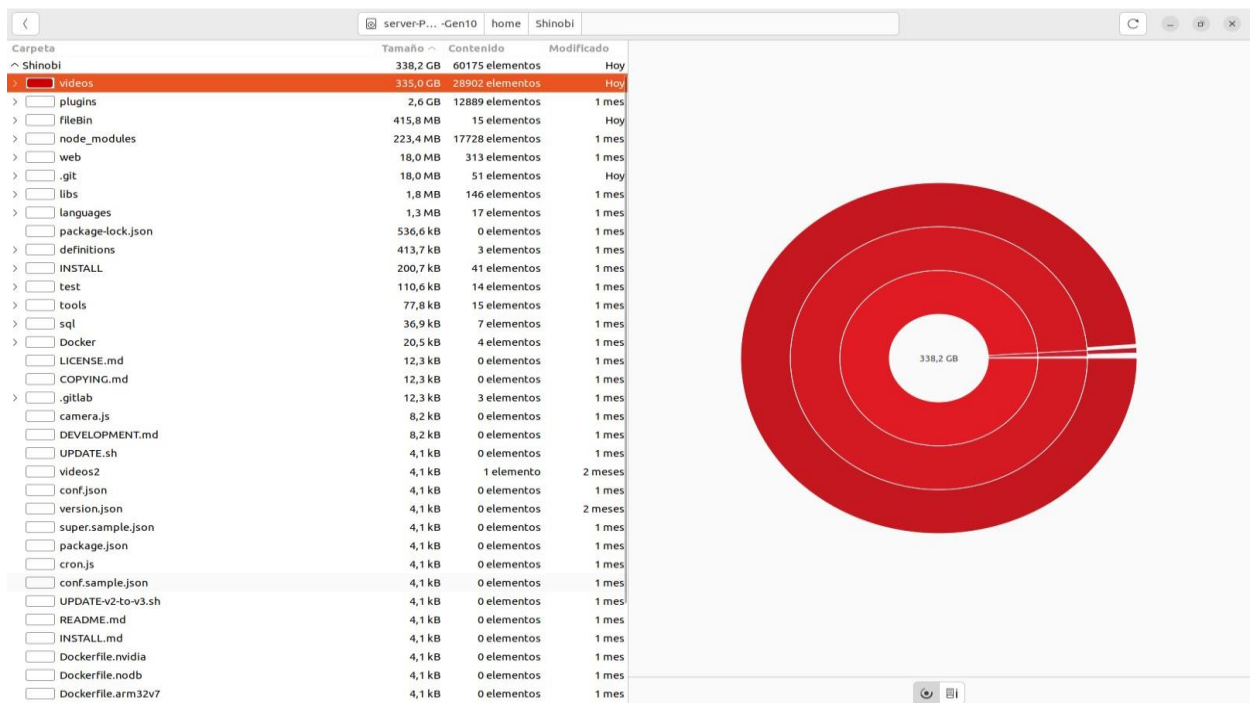 server-P... -Gen10 home Shinobi
Carpeta Tamaño Contenido Modificado
Shinobi 338,2 GB 60175 elementos Hoy
videos 335,0 GB 28902 elementos Hoy
plugins 2,6 GB 12889 elementos 1 mes
fileBin 415,8 MB 15 elementos Hoy
node_modules 223,4 MB 17728 elementos 1 mes
web 18,0 MB 313 elementos 1 mes
.git 18,0 MB 51 elementos Hoy
libs 1,8 MB 146 elementos 1 mes
languages 1,3 MB 17 elementos 1 mes
package-lock.json 536,6 kB 0 elementos 1 mes
definitions 413,7 kB 3 elementos 1 mes
INSTALL 200,7 kB 41 elementos 1 mes
test 110,6 kB 14 elementos 1 mes
tools 77,8 kB 15 elementos 1 mes
sql 36,9 kB 7 elementos 1 mes
Docker 20,5 kB 4 elementos 1 mes
LICENSE.md 12,3 kB 0 elementos 1 mes
COPYING.md 12,3 kB 0 elementos 1 mes
.gitlab 12,3 kB 3 elementos 1 mes
camera.js 8,2 kB 0 elementos 1 mes
DEVELOPMENT.md 8,2 kB 0 elementos 1 mes
UPDATE.sh 4,1 kB 0 elementos 1 mes
videos2 4,1 kB 1 elemento 2 meses
conf.json 4,1 kB 0 elementos 1 mes
version.json 4,1 kB 0 elementos 2 meses
super.sample.json 4,1 kB 0 elementos 1 mes
package.json 4,1 kB 0 elementos 1 mes
cron.js 4,1 kB 0 elementos 1 mes
conf.sample.json 4,1 kB 0 elementos 1 mes
UPDATE-v2-to-v3.sh 4,1 kB 0 elementos 1 mes
README.md 4,1 kB 0 elementos 1 mes
INSTALL.md 4,1 kB 0 elementos 1 mes
Dockerfile.nvidia 4,1 kB 0 elementos 1 mes
Dockerfile.nodb 4,1 kB 0 elementos 1 mes
Dockerfile.arm32v7 4,1 kB 0 elementos 1 mes
338,2 GB